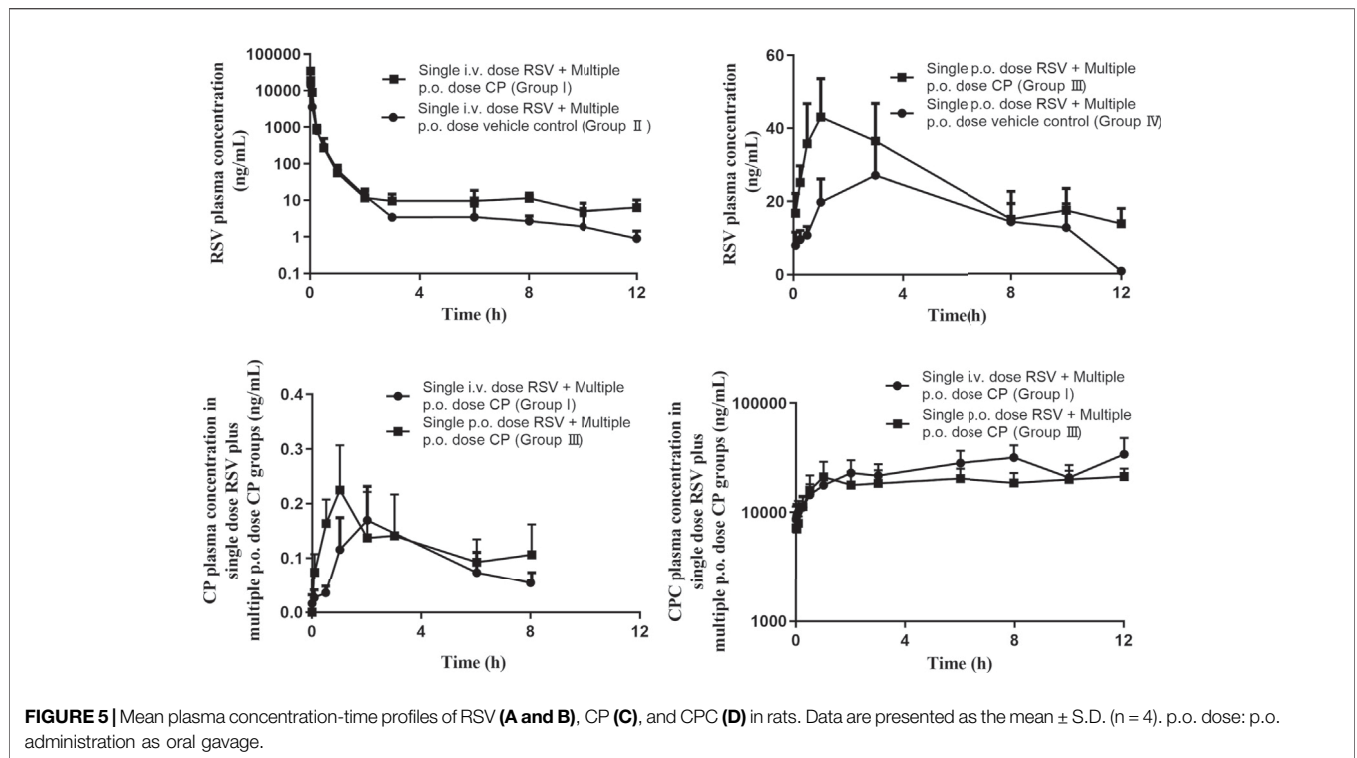 RSV plasma concentration
(ng/mL)
100000
10000
1000
100
10
1
0.1
0
4
8
12
Time (h)
Single i.v. dose RSV + Multiple
p.o. dose CP (Group I)
Single i.v. dose RSV + Multiple
p.o. dose vehicle control (Group Ⅱ )
RSV plasma concentration
(ng/mL)
60
40
20
0
0
4
8
12
Time(h)
Single p.o. dose RSV + Multiple
p.o. dose CP (Group Ⅲ)
Single p.o. dose RSV + Multiple
p.o. dose vehicle control (Group Ⅳ)
CP plasma concentration in
single dose RSV plus
multiple p.o. dose CP groups (ng/mL)
0.4
0.3
0.2
0.1
0.0
0
4
8
12
Time (h)
Single i.v. dose RSV + Multiple
p.o. dose CP (Group I)
Single p.o. dose RSV + Multiple
p.o. dose CP (Group Ⅲ)
CPC plasma concentration in
single dose RSV plus
multiple p.o. dose CP groups (ng/mL)
100000
10000
1000
0
4
8
12
Time (h)
Single i.v. dose RSV + Multiple
p.o. dose CP (Group I)
Single p.o. dose RSV + Multiple
p.o. dose CP (Group Ⅲ)
FIGURE 5 | Mean plasma concentration-time profiles of RSV (A and B), CP (C), and CPC (D) in rats. Data are presented as the mean ± S.D. (n = 4). p.o. dose: p.o.
administration as oral gavage.